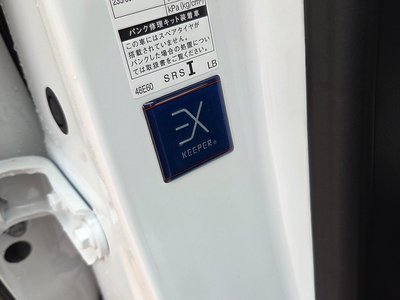 kPa(kg/cm²)
パンク修理キット装着車
この車にはスペアタイヤが
搭載されていません。
パンクした場合の処置につい
ては取扱書をご覧ください。
48E60 SRS I LB
EX
KEEPER®